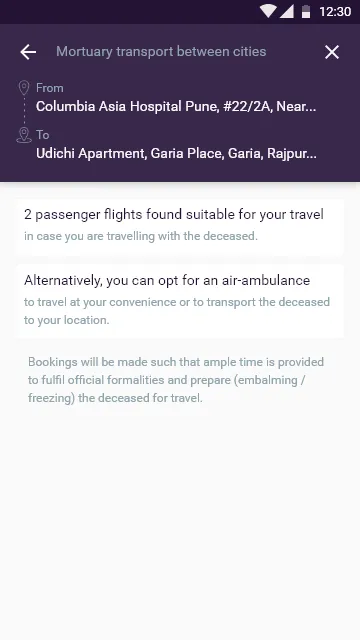 12:30
Mortuary transport between cities
From
Columbia Asia Hospital Pune, #22/2A, Near...
To
Udichi Apartment, Garia Place, Garia, Rajpur...
2 passenger flights found suitable for your travel
in case you are travelling with the deceased.
Alternatively, you can opt for an air-ambulance
to travel at your convenience or to transport the deceased
to your location.
Bookings will be made such that ample time is provided
to fulfil official formalities and prepare (embalming /
freezing) the deceased for travel.